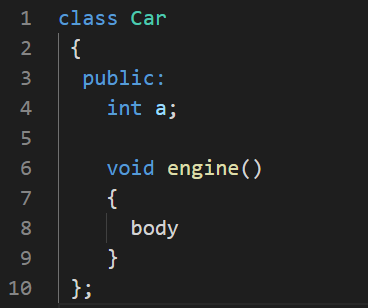 1 class Car
2 {
3 public:
4 int a;
5
6 void engine()
7 {
8 body
9 }
10 };